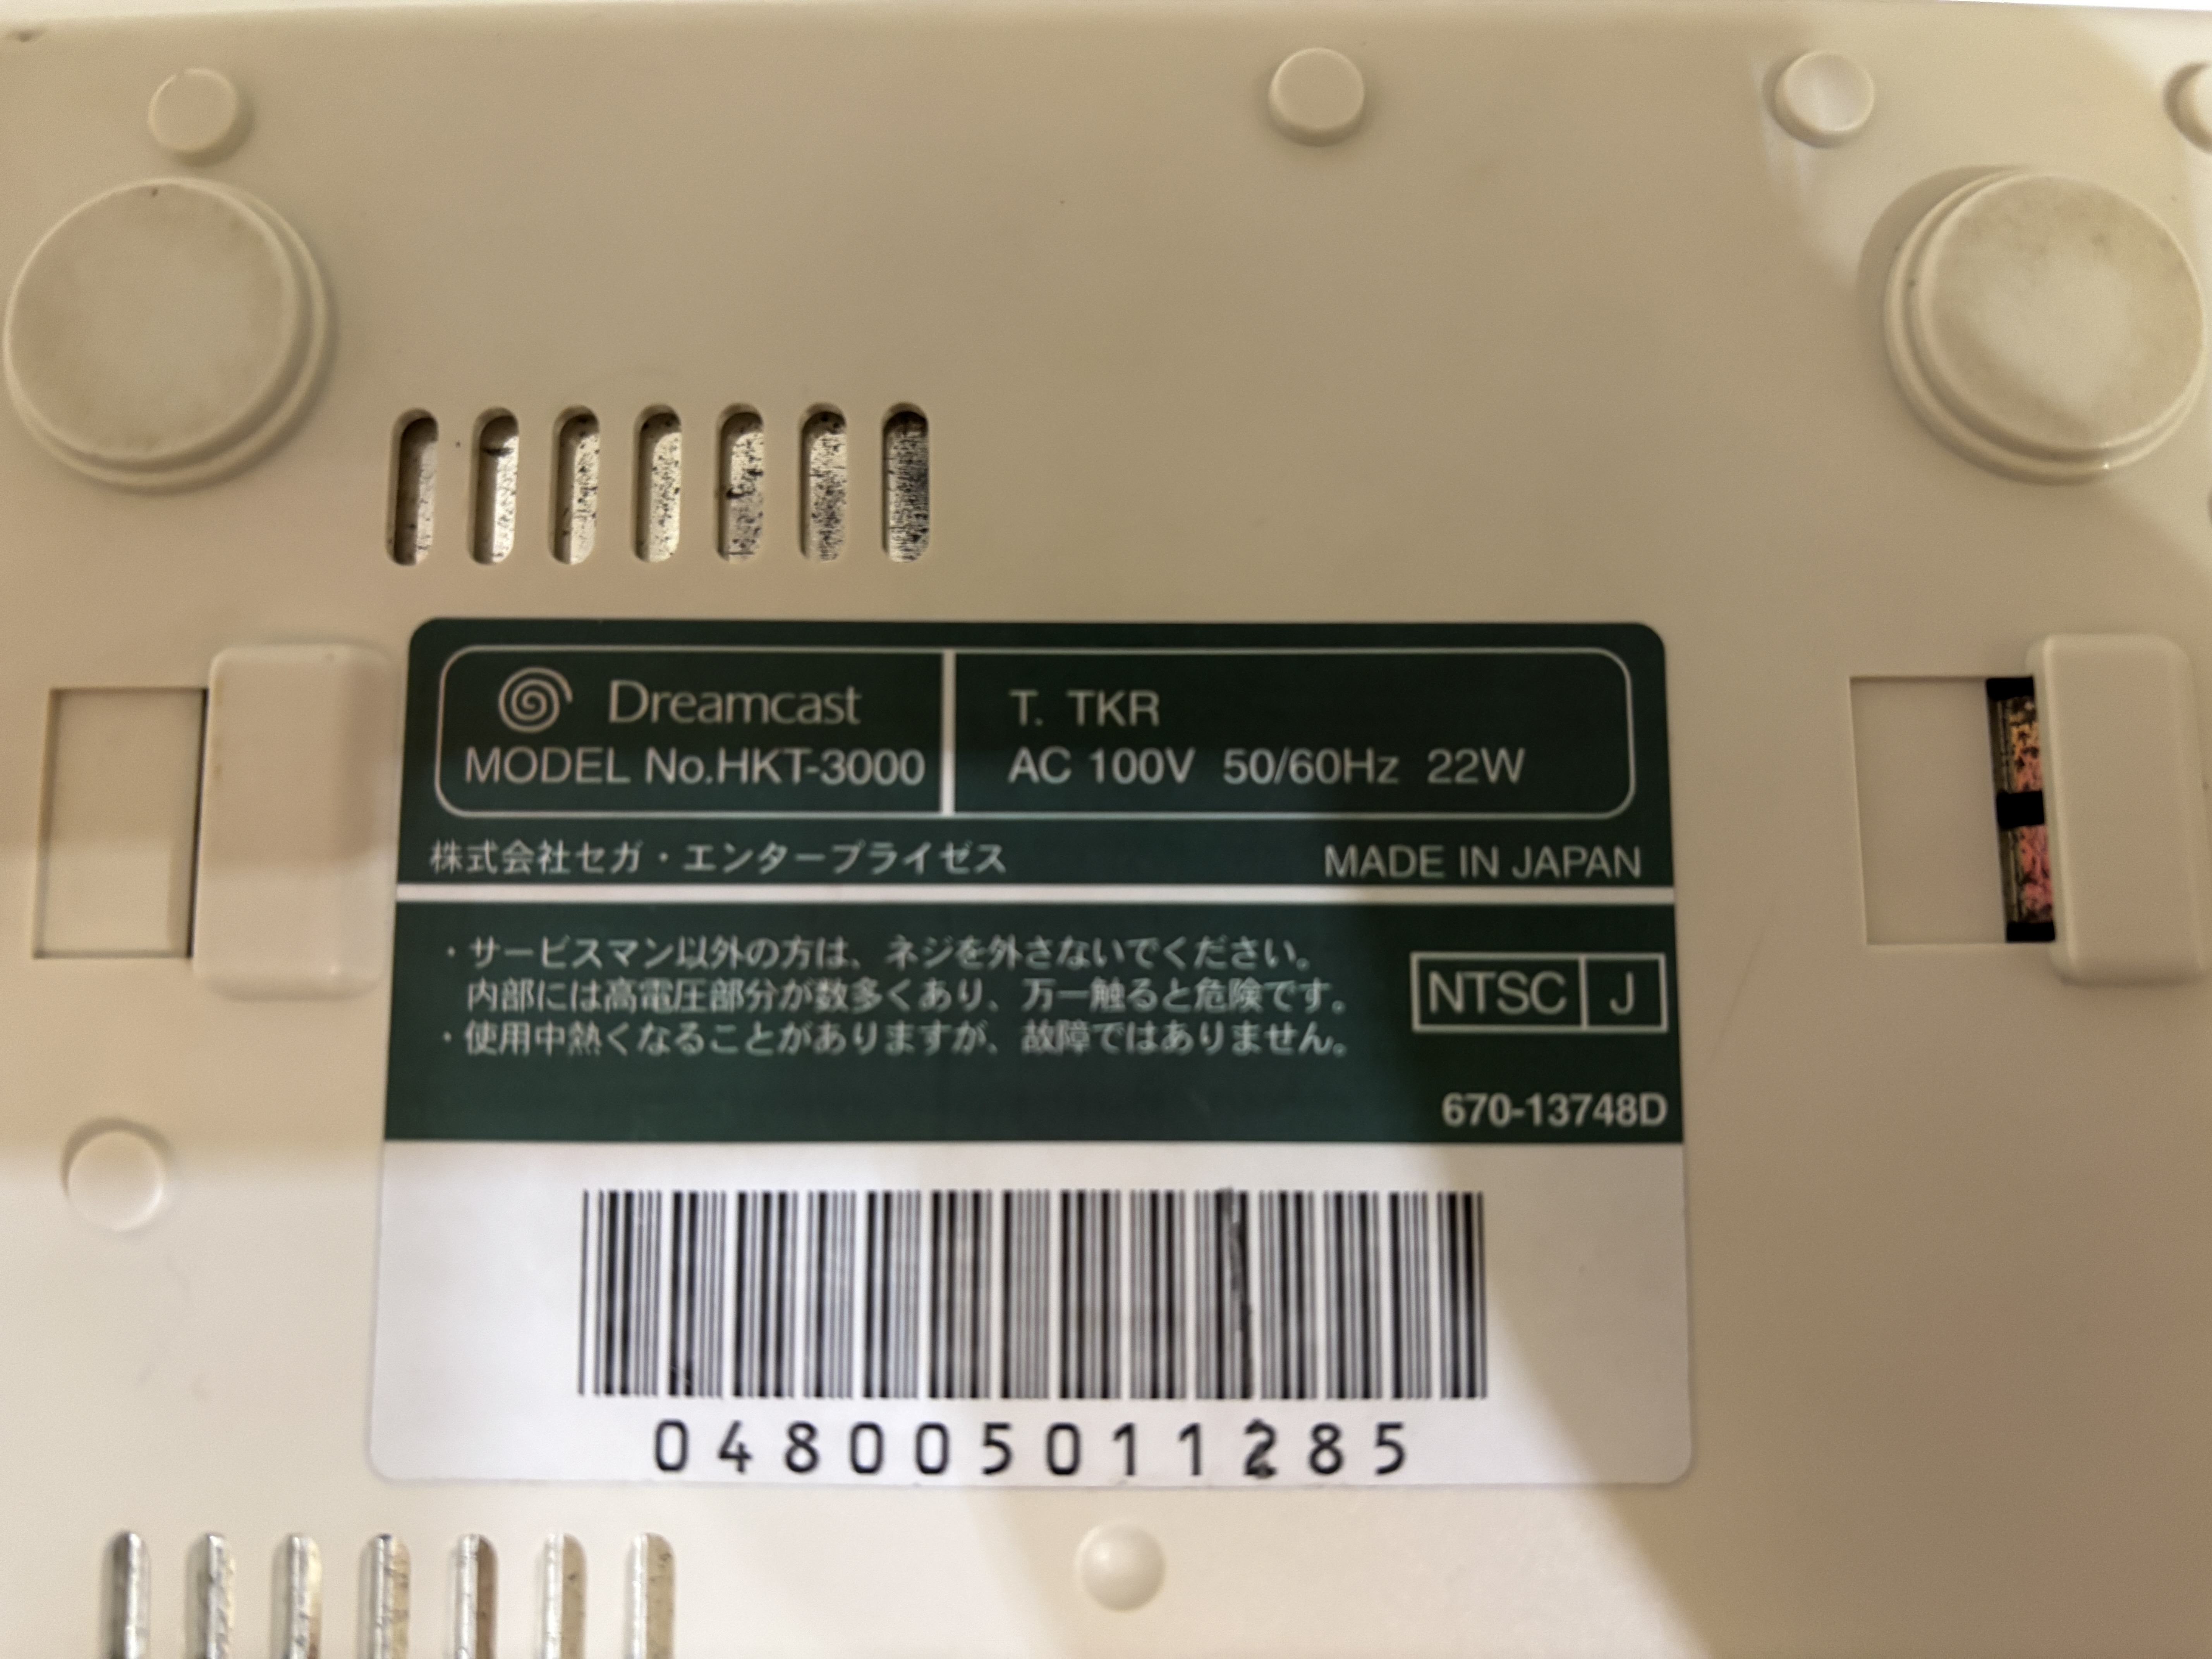 Dreamcast
MODEL No.HKT-3000
T. TKR
AC 100V 50/60Hz 22W
株式会社セガ・エンタープライゼス
MADE IN JAPAN
・サービスマン以外の方は、ネジを外さないでください。
内部には高電圧部分が数多くあり、万一触ると危険です。
・使用中熱くなることがありますが、故障ではありません。
NTSC J
670-13748D
048005011285